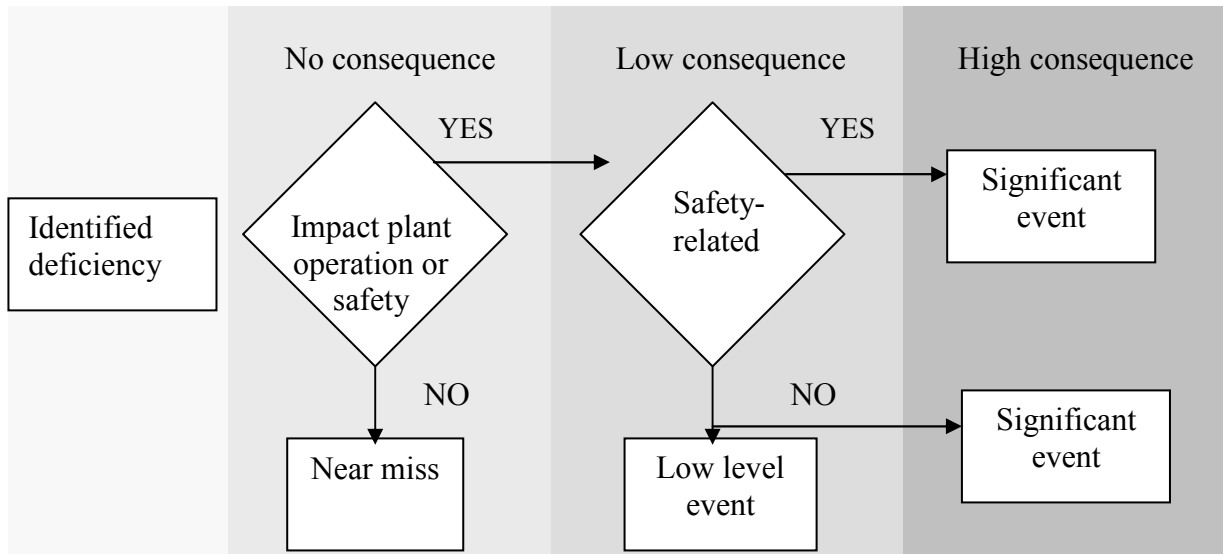 No consequence
Low consequence
High consequence
YES
YES
Identified
deficiency
Impact plant
operation or
safety
Safety-
related
Significant
event
NO
NO
Near miss
Low level
event
Significant
event